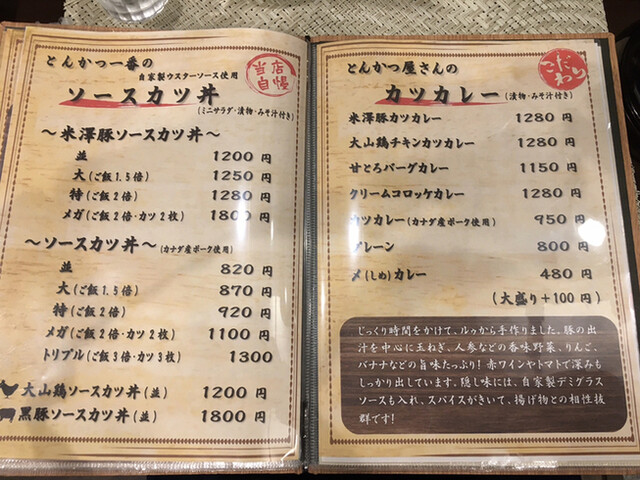 とんかつ一番の
自家製ウスターソース使用
当店
自慢
ソースカツ丼
(ミニサラダ・漬物・みそ汁付き)
〜米澤豚ソースカツ丼〜
並 1200 円
大(ご飯1.5倍) 1250 円
特(ご飯2倍) 1280 円
メガ(ご飯2倍・カツ2枚) 1800 円
〜ソースカツ丼〜(カナダ産ポーク使用)
並 820 円
大(ご飯1.5倍) 870 円
特(ご飯2倍) 920 円
メガ(ご飯2倍・カツ2枚) 1100 円
トリプル(ご飯3倍・カツ3枚) 1300
大山鶏ソースカツ丼(並) 1200 円
黒豚ソースカツ丼(並) 1800 円
とんかつ屋さんの
こだ
わり
カツカレー(漬物・みそ汁付き)
米澤豚カツカレー 1280 円
大山鶏チキンカツカレー 1280 円
甘とろバーグカレー 1150 円
クリームコロッケカレー 1280 円
カツカレー(カナダ産ポーク使用) 950 円
プレーン 800 円
〆(しめ)カレー 480 円
(大盛り+100円)
じっくり時間をかけて、ルゥから手作りました。豚の出
汁を中心に玉ねぎ、人参などの香味野菜、りんご、
バナナなどの旨味たっぷり!赤ワインやトマトで深みも
しっかり出しています。隠し味には、自家製デミグラス
ソースも入れ、スパイスがきいて、揚げ物との相性抜
群です!